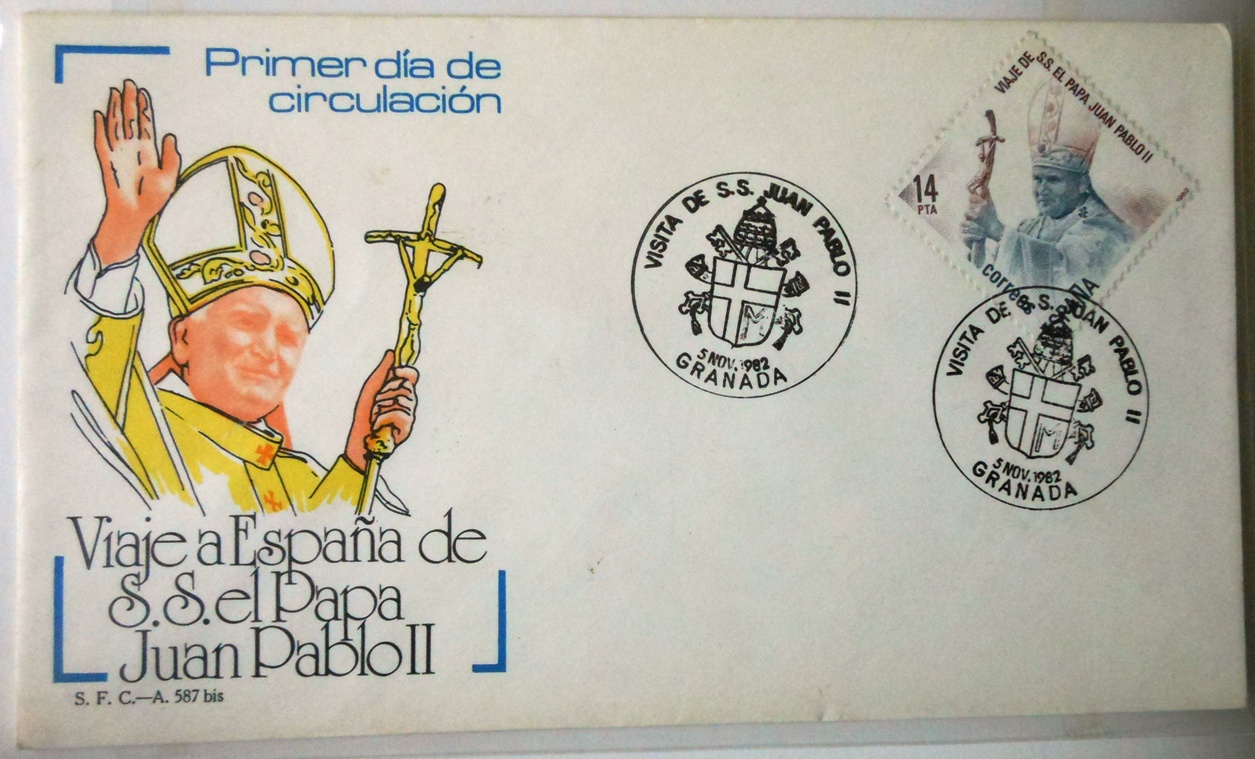 Primer día de
circulación
Viaje a España de
S.S. el Papa
Juan Pablo II
S. F. C.—A. 587 bis
VISITA DE S.S. JUAN PABLO II
5 NOV. 1982
GRANADA
VIAJE DE S.S. EL PAPA JUAN PABLO II
14
PTA
correos
ESPAÑA
VISITA DE S.S. JUAN PABLO II
5 NOV. 1982
GRANADA